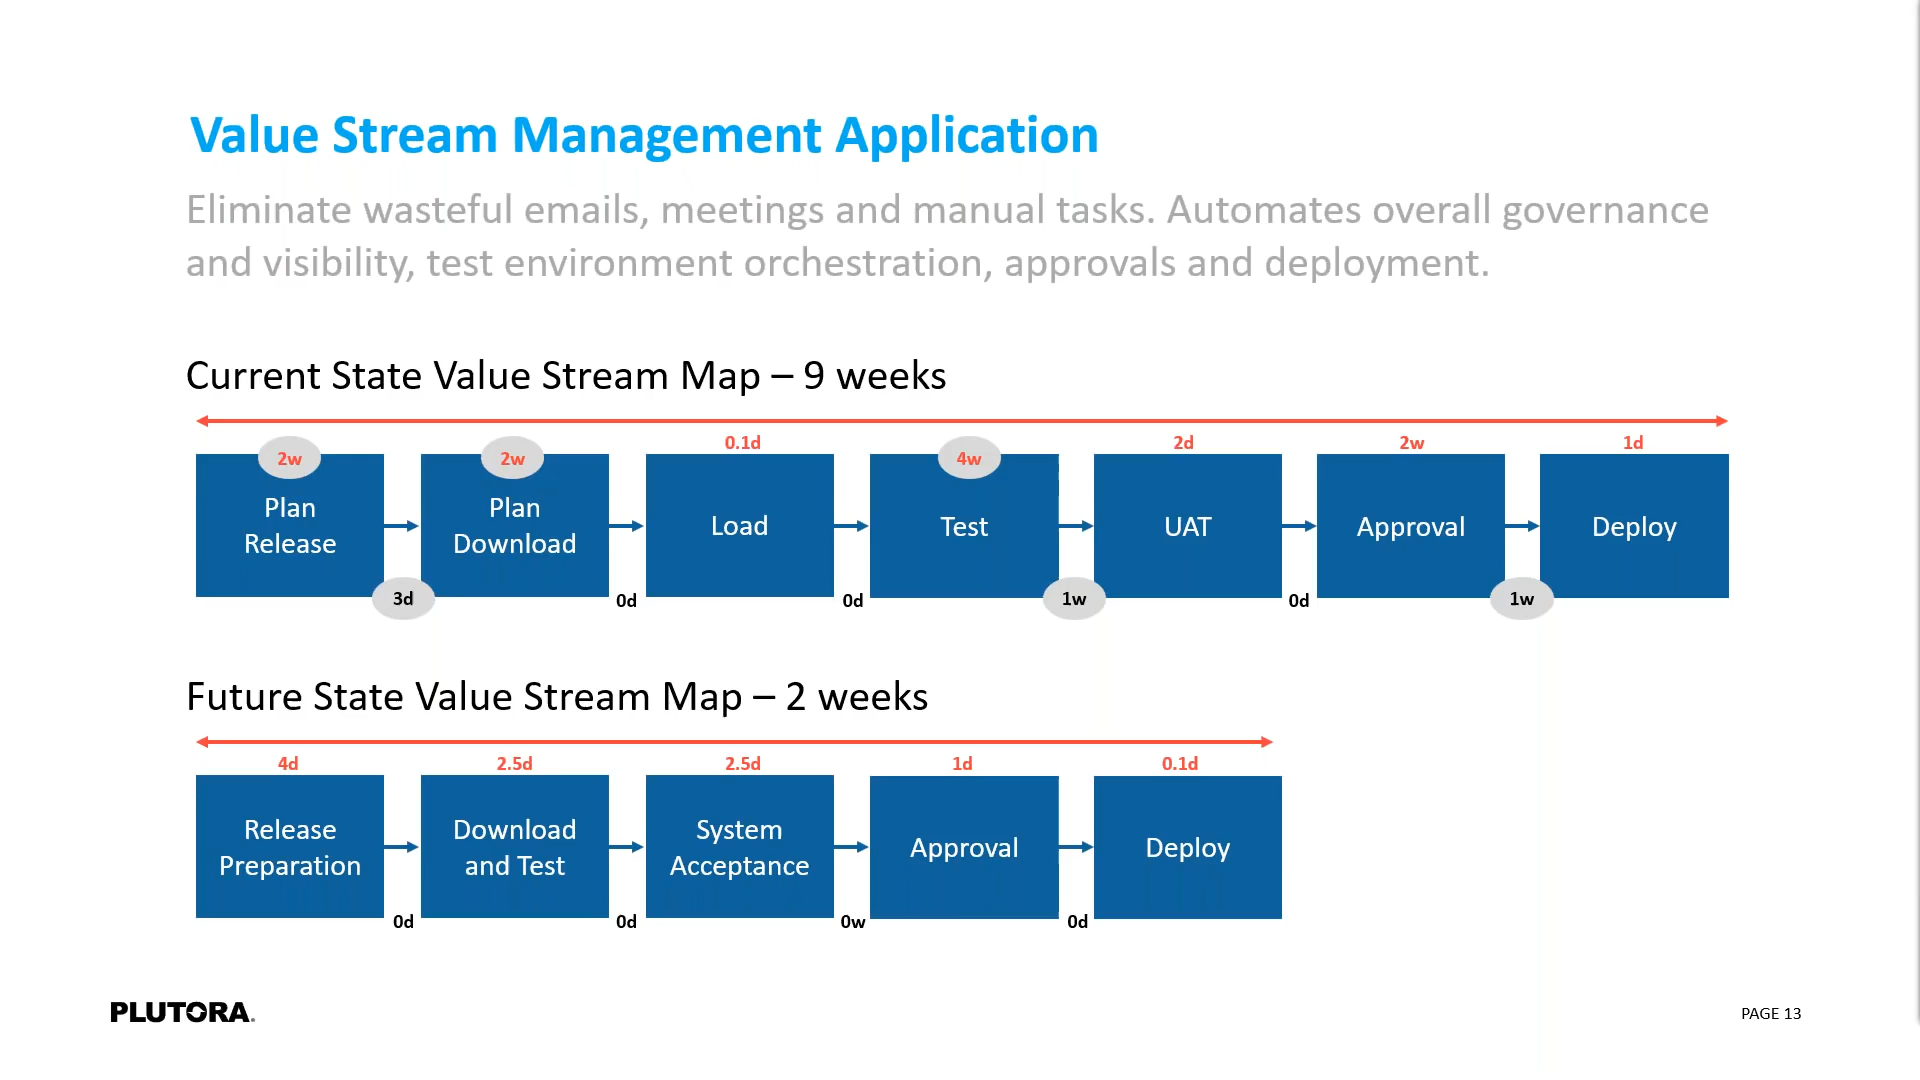 Value Stream Management Application
Eliminate wasteful emails, meetings and manual tasks. Automates overall governance
and visibility, test environment orchestration, approvals and deployment.
Current State Value Stream Map – 9 weeks
2w
2w
0.1d
4w
2d
2w
1d
Plan
Release
Plan
Download
Load
Test
UAT
Approval
Deploy
3d
0d
0d
1w
0d
1w
Future State Value Stream Map – 2 weeks
4d
2.5d
2.5d
1d
0.1d
Release
Preparation
Download
and Test
System
Acceptance
Approval
Deploy
0d
0d
0w
0d
PLUTORA.
PAGE 13